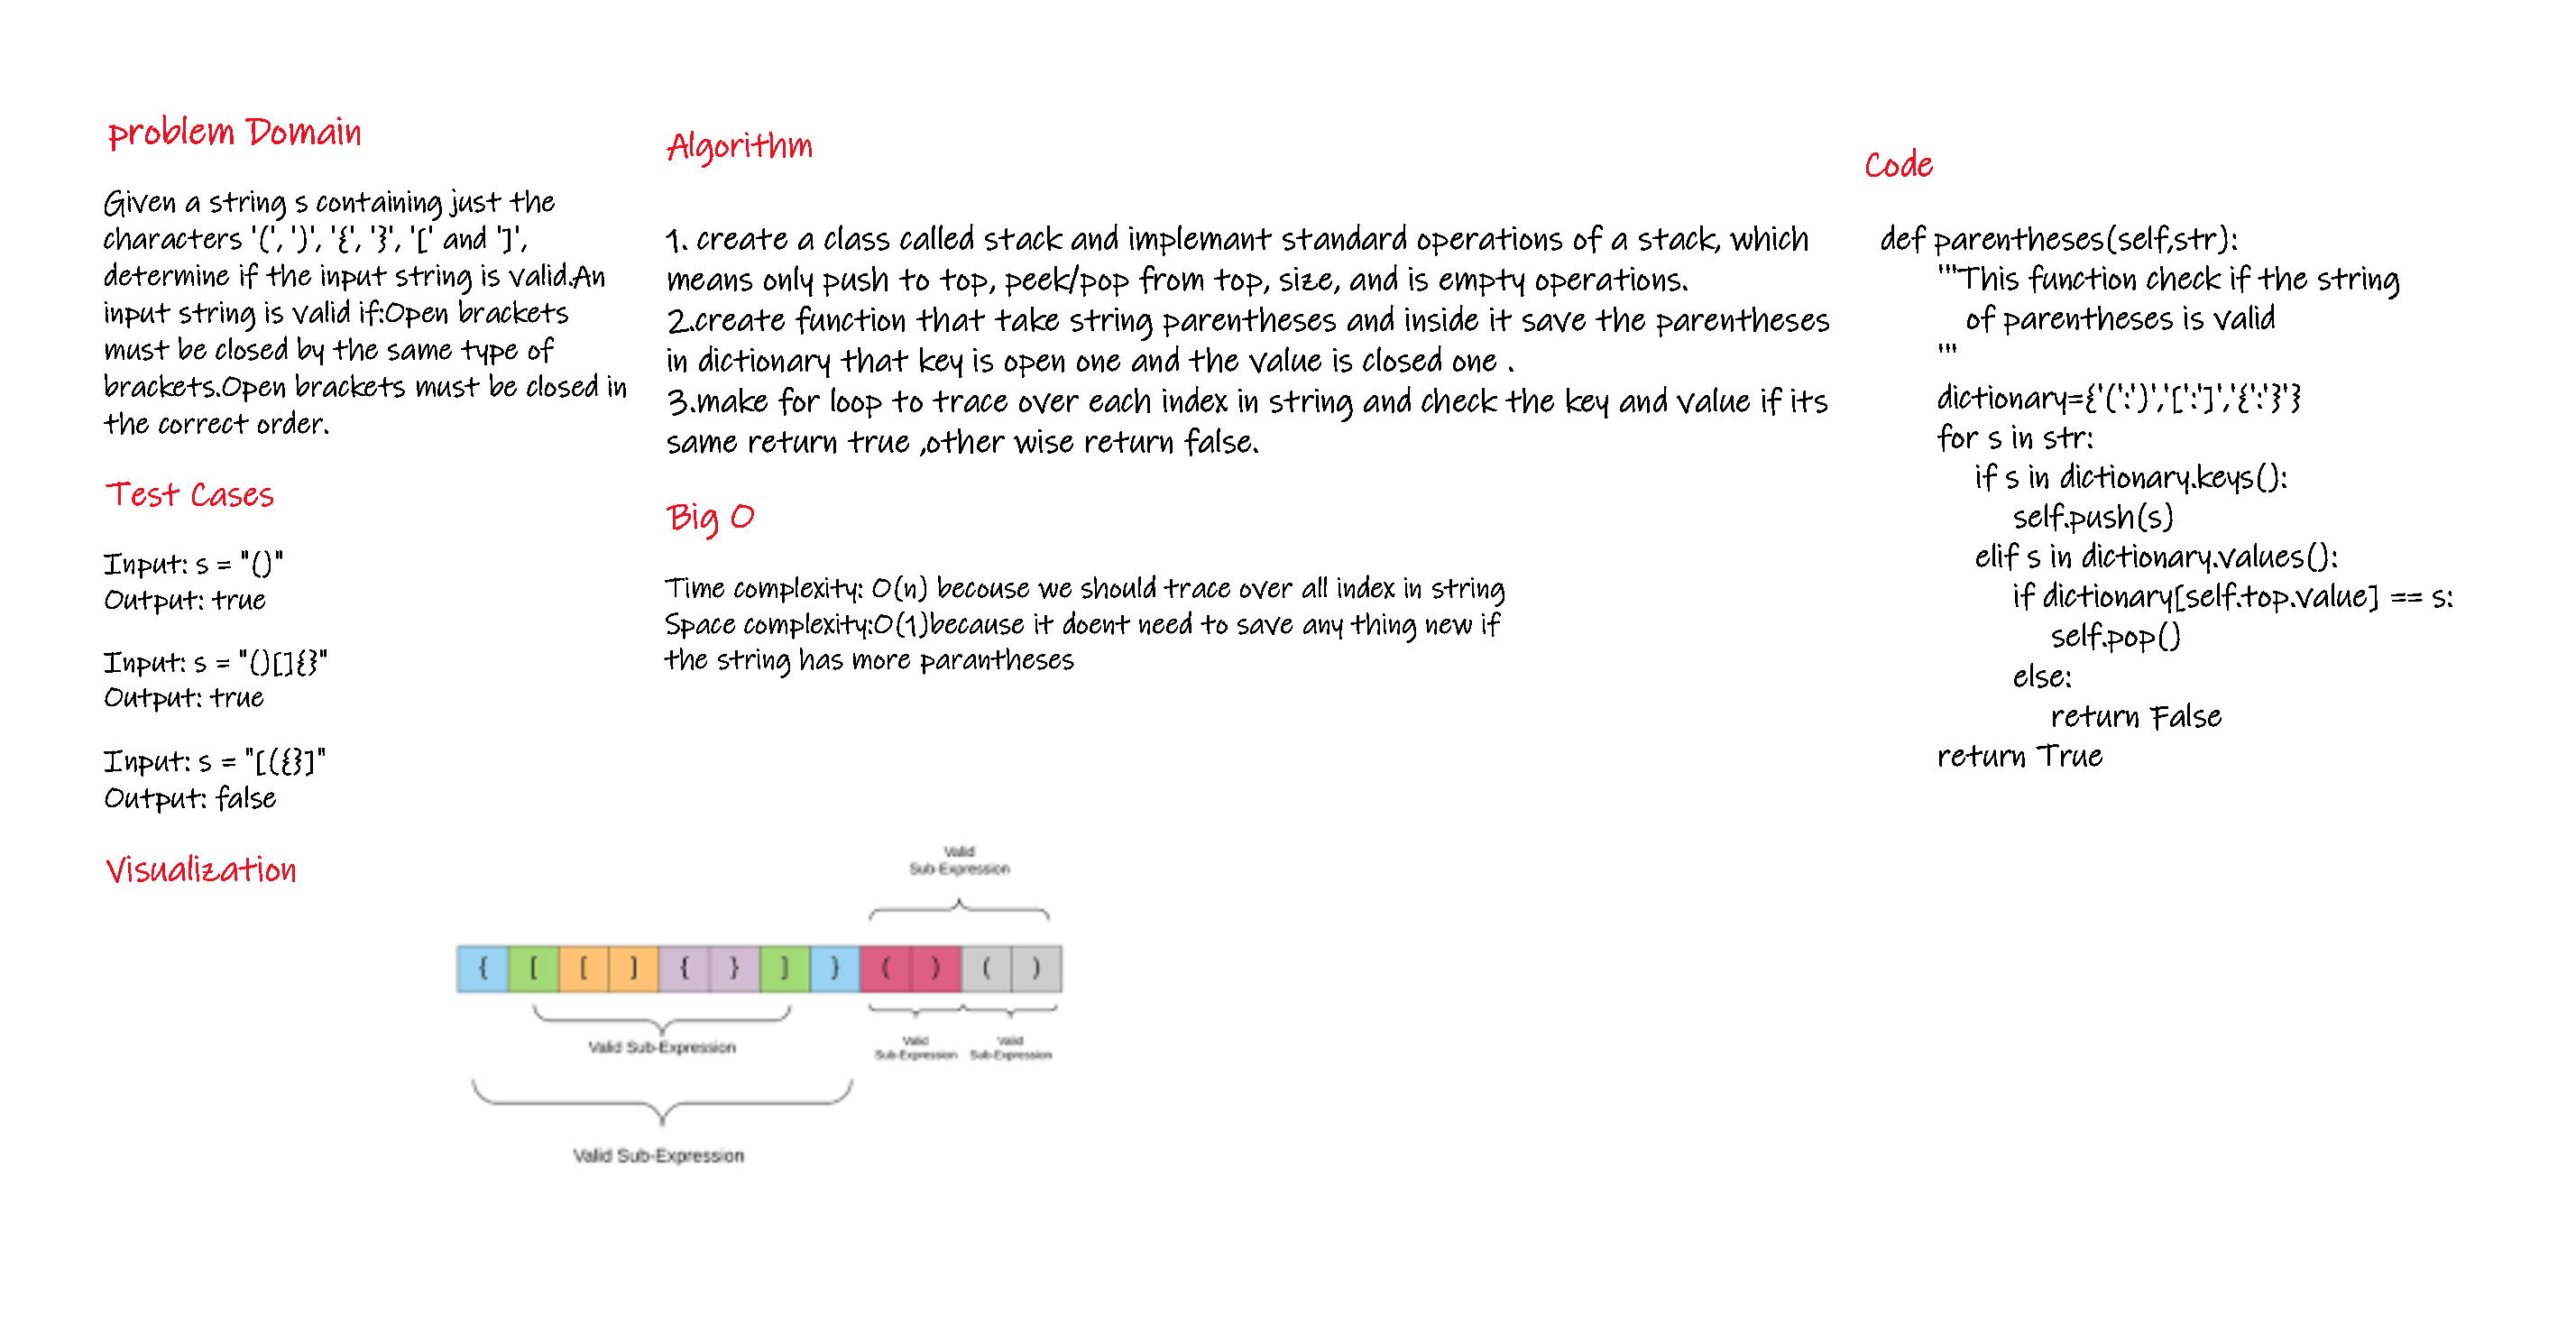 problem Domain
Given a string s containing just the
characters '(', ')', '{', '}', '[' and ']',
determine if the input string is valid.An
input string is valid if:Open brackets
must be closed by the same type of
brackets.Open brackets must be closed in
the correct order.
Test Cases
Input: s = "()"
Output: true
Input: s = "()[]{}"
Output: true
Input: s = "[({}]"
Output: false
Visualization
Algorithm
1. create a class called stack and implemant standard operations of a stack, which
means only push to top, peek/pop from top, size, and is empty operations.
2.create function that take string parentheses and inside it save the parentheses
in dictionary that key is open one and the value is closed one .
3.make for loop to trace over each index in string and check the key and value if its
same return true ,other wise return false.
Big O
Time complexity: O(n) becouse we should trace over all index in string
Space complexity:O(1)because it doent need to save any thing new if
the string has more parantheses
Code
def parentheses(self,str):
'''This function check if the string
of parentheses is valid
'''
dictionary={'(':')','[':']','{':'}'}
for s in str:
if s in dictionary.keys():
self.push(s)
elif s in dictionary.values():
if dictionary[self.top.value] == s:
self.pop()
else:
return False
return True
Valid
Sub-Expression
{ [ [ ] { } ] } ( ) ( )
Valid Sub-Expression
Valid
Sub-Expression
Valid
Sub-Expression
Valid Sub-Expression